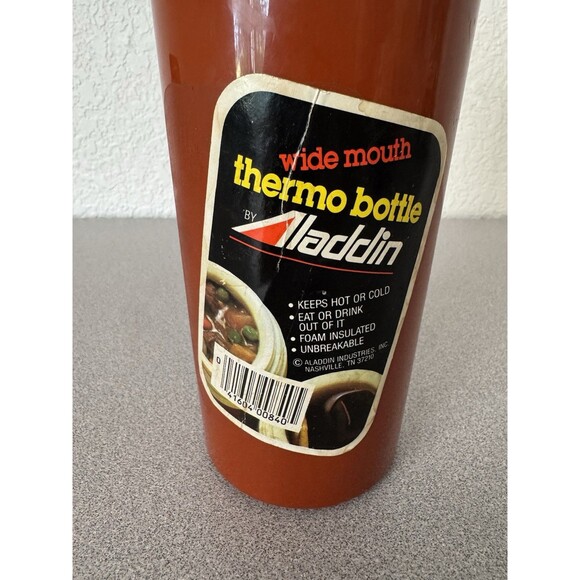 wide mouth
thermo bottle
BY Aladdin
• KEEPS HOT OR COLD
• EAT OR DRINK
OUT OF IT
• FOAM INSULATED
• UNBREAKABLE
© ALADDIN INDUSTRIES, INC.
NASHVILLE, TN 37210
0 41604 00840